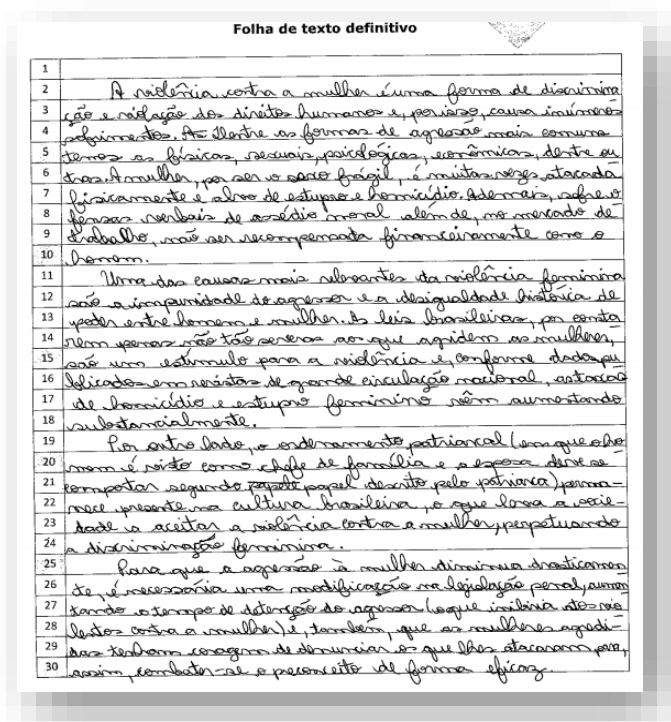 Folha de texto definitivo
1
2 A violência contra a mulher é uma forma de discrimina
3 ção e violação dos direitos humanos e, por isso, causa inúmeros
4 sofrimentos. As Dentre as formas de agressão mais comuns
5 temos as físicas, sexuais, psicológicas, econômicas, dentre ou
6 tras. A mulher, por ser o sexo frágil, é muitas vezes atacada
7 fisicamente e alvo de estupro e homicídio. Ademais, sofre o
8 fensas verbais de assédio moral além de, no mercado de
9 trabalho, não ser recompensada financeiramente como o
10 homem.
11 Uma das causas mais relevantes da violência feminina
12 são a impunidade do agressor e a desigualdade histórica de
13 poder entre homem e mulher. As leis brasileiras, por conta
14 rem penas não tão severas aos que agridem as mulheres,
15 são um estímulo para a violência e, conforme dados pu
16 blicados em revistas de grande circulação nacional, as taxas
17 de homicídio e estupro feminino vêm aumentando
18 substancialmente.
19 Por outro lado, o ordenamento patriarcal (em que o ho
20 mem é visto como chefe de família e a esposa deve se
21 comportar segundo papel descrito pelo patriarca) perma-
22 nece presente na cultura brasileira, o que leva a socie-
23 dade a aceitar a violência contra a mulher, perpetuando
24 a discriminação feminina.
25 Para que a agressão à mulher diminua drasticamen
26 te, é necessária uma modificação na legislação penal, aumen
27 tando o tempo de detenção do agressor (o que inibiria atos vio
28 lentos contra a mulher) e, também, que as mulheres agredi-
29 das tenham coragem de denunciar os que lhes atacaram para,
30 assim, combater-se o preconceito de forma eficaz.